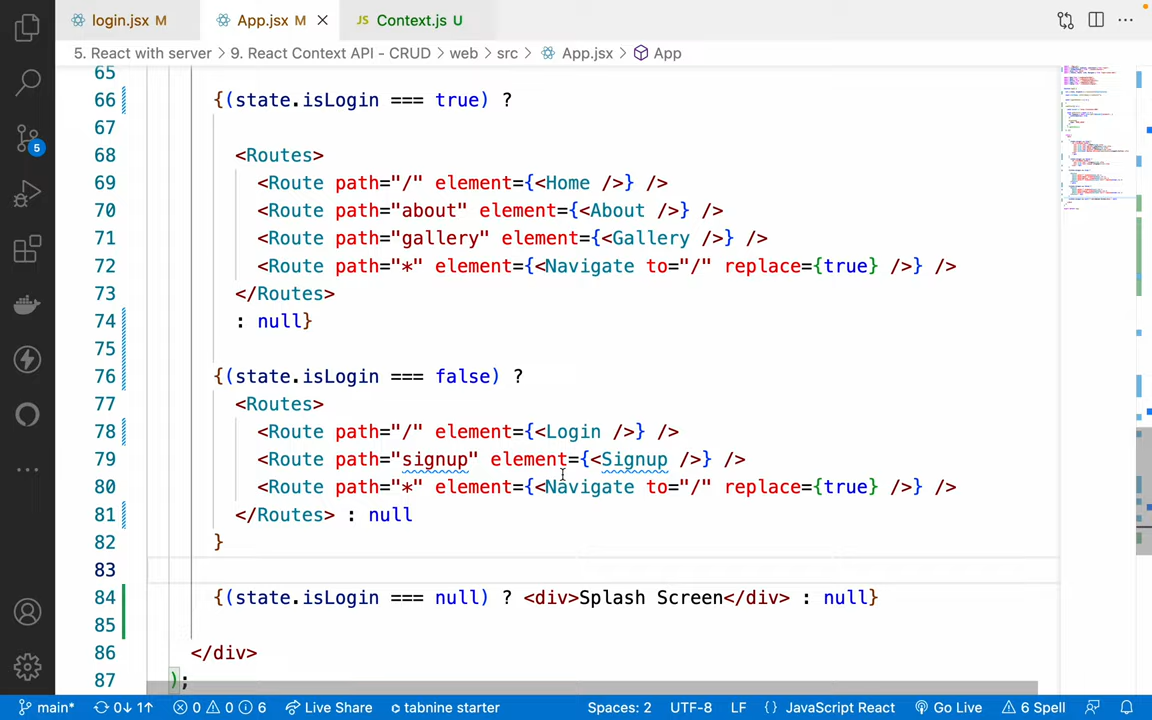 login.jsx M App.jsx M Context.js U
5. React with server > 9. React Context API - CRUD > web > src > App.jsx > App
65
66 {(state.isLogin === true) ?
67
68 <Routes>
69 <Route path="/" element={<Home />} />
70 <Route path="about" element={<About />} />
71 <Route path="gallery" element={<Gallery />} />
72 <Route path="*" element={<Navigate to="/" replace={true} />} />
73 </Routes>
74 : null}
75
76 {(state.isLogin === false) ?
77 <Routes>
78 <Route path="/" element={<Login />} />
79 <Route path="signup" element={<Signup />} />
80 <Route path="*" element={<Navigate to="/" replace={true} />} />
81 </Routes> : null
82 }
83
84 {(state.isLogin === null) ? <div>Splash Screen</div> : null}
85
86 </div>
87 );
5
main* 0↓ 1↑ 0 0 6 Live Share tabnine starter Spaces: 2 UTF-8 LF {} JavaScript React Go Live 6 Spell